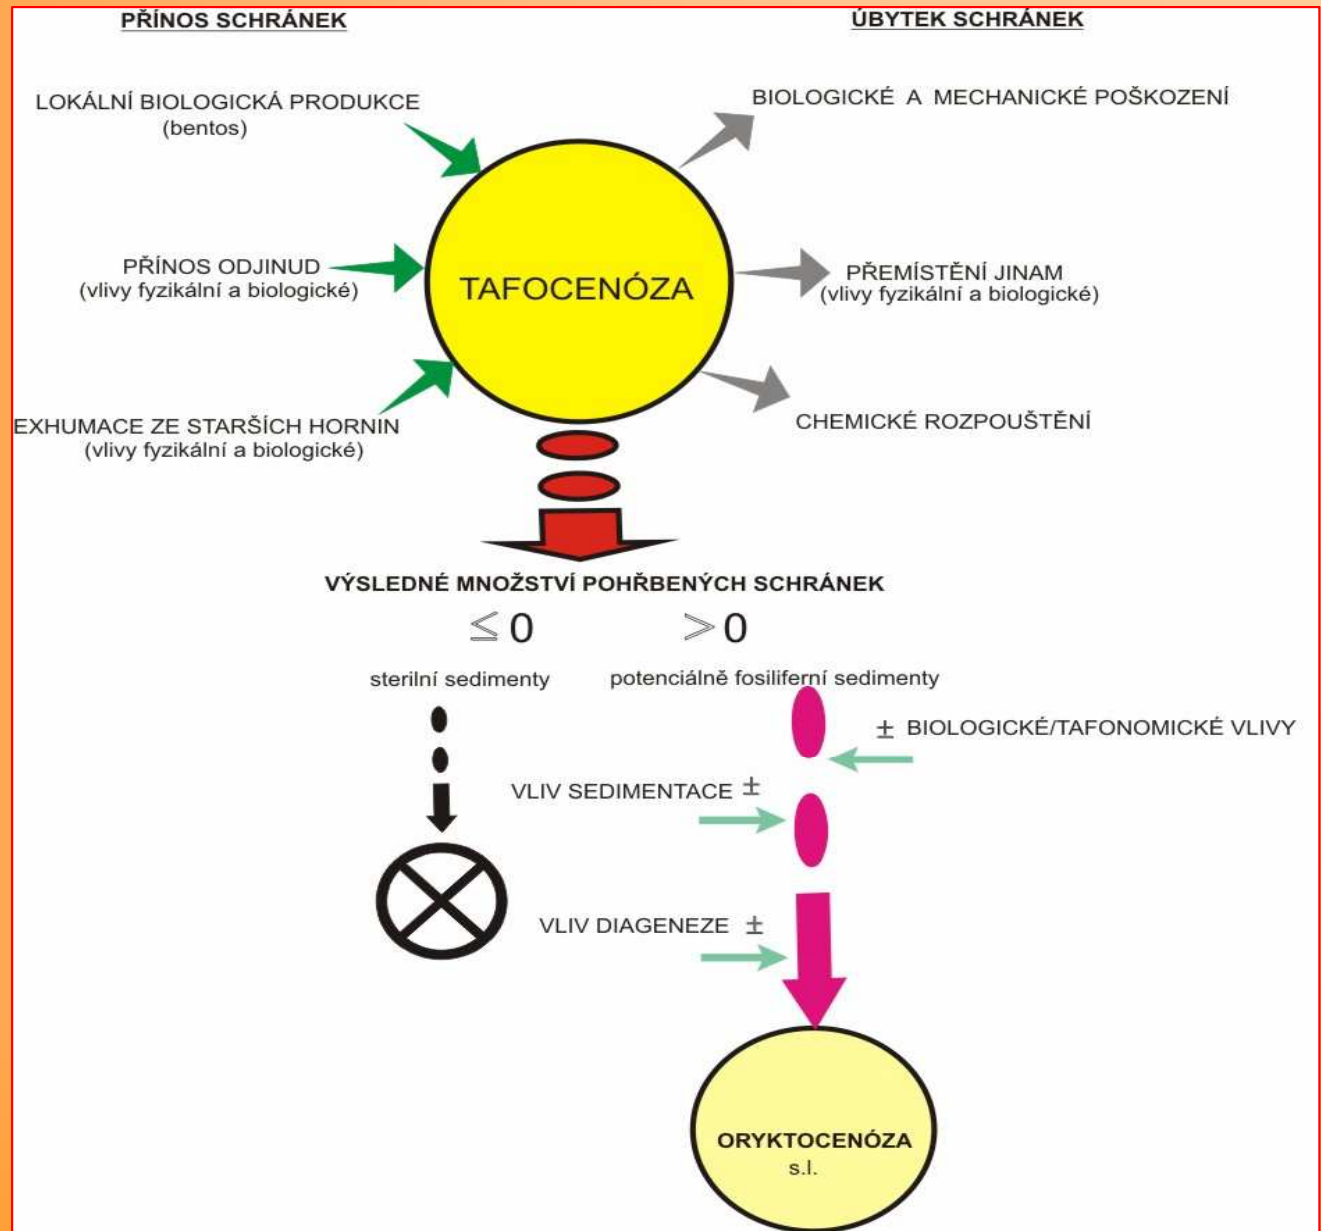 PŘÍNOS SCHRÁNEK
ÚBYTEK SCHRÁNEK
LOKÁLNÍ BIOLOGICKÁ PRODUKCE
(bentos)
BIOLOGICKÉ A MECHANICKÉ POŠKOZENÍ
PŘÍNOS ODJINUD
(vlivy fyzikální a biologické)
TAFOCENÓZA
PŘEMÍSTĚNÍ JINAM
(vlivy fyzikální a biologické)
EXHUMACE ZE STARŠÍCH HORNIN
(vlivy fyzikální a biologické)
CHEMICKÉ ROZPOUŠTĚNÍ
VÝSLEDNÉ MNOŽSTVÍ POHŘBENÝCH SCHRÁNEK
≤ 0
> 0
sterilní sedimenty
potenciálně fosiliferní sedimenty
± BIOLOGICKÉ/TAFONOMICKÉ VLIVY
VLIV SEDIMENTACE ±
VLIV DIAGENEZE ±
ORYKTOCENÓZA
s.l.